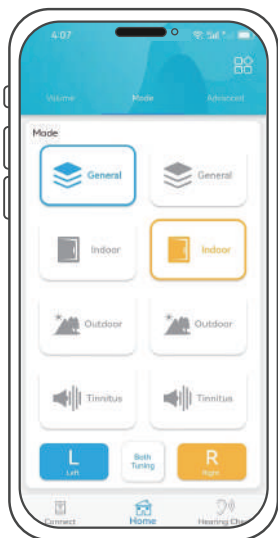 4:07
Volume Mode Advanced
Mode
General General
Indoor Indoor
Outdoor Outdoor
Tinnitus Tinnitus
L Both R
Left Tuning Right
Connect Home Hearing